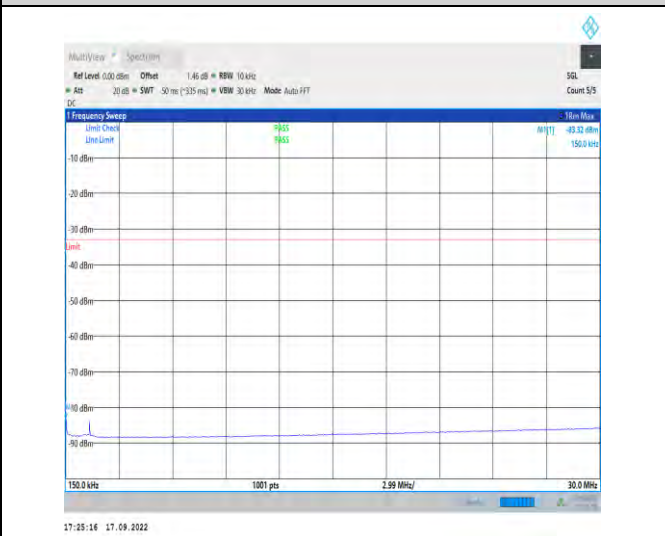 MultiView Spectrum
Ref Level 0.00 dBm Offset 1.46 dB RBW 10 kHz SGL
Att 20 dB SWT 50 ms (~335 ms) VBW 30 kHz Mode Auto FFT Count 5/5
DC
1 Frequency Sweep 1Rm Max
Limit Check PASS M1[1] -83.32 dBm
Line Limit PASS 150.0 kHz
-10 dBm
-20 dBm
-30 dBm
Limit
-40 dBm
-50 dBm
-60 dBm
-70 dBm
-80 dBm
-90 dBm
150.0 kHz 1001 pts 2.99 MHz/ 30.0 MHz
17:25:16 17.09.2022